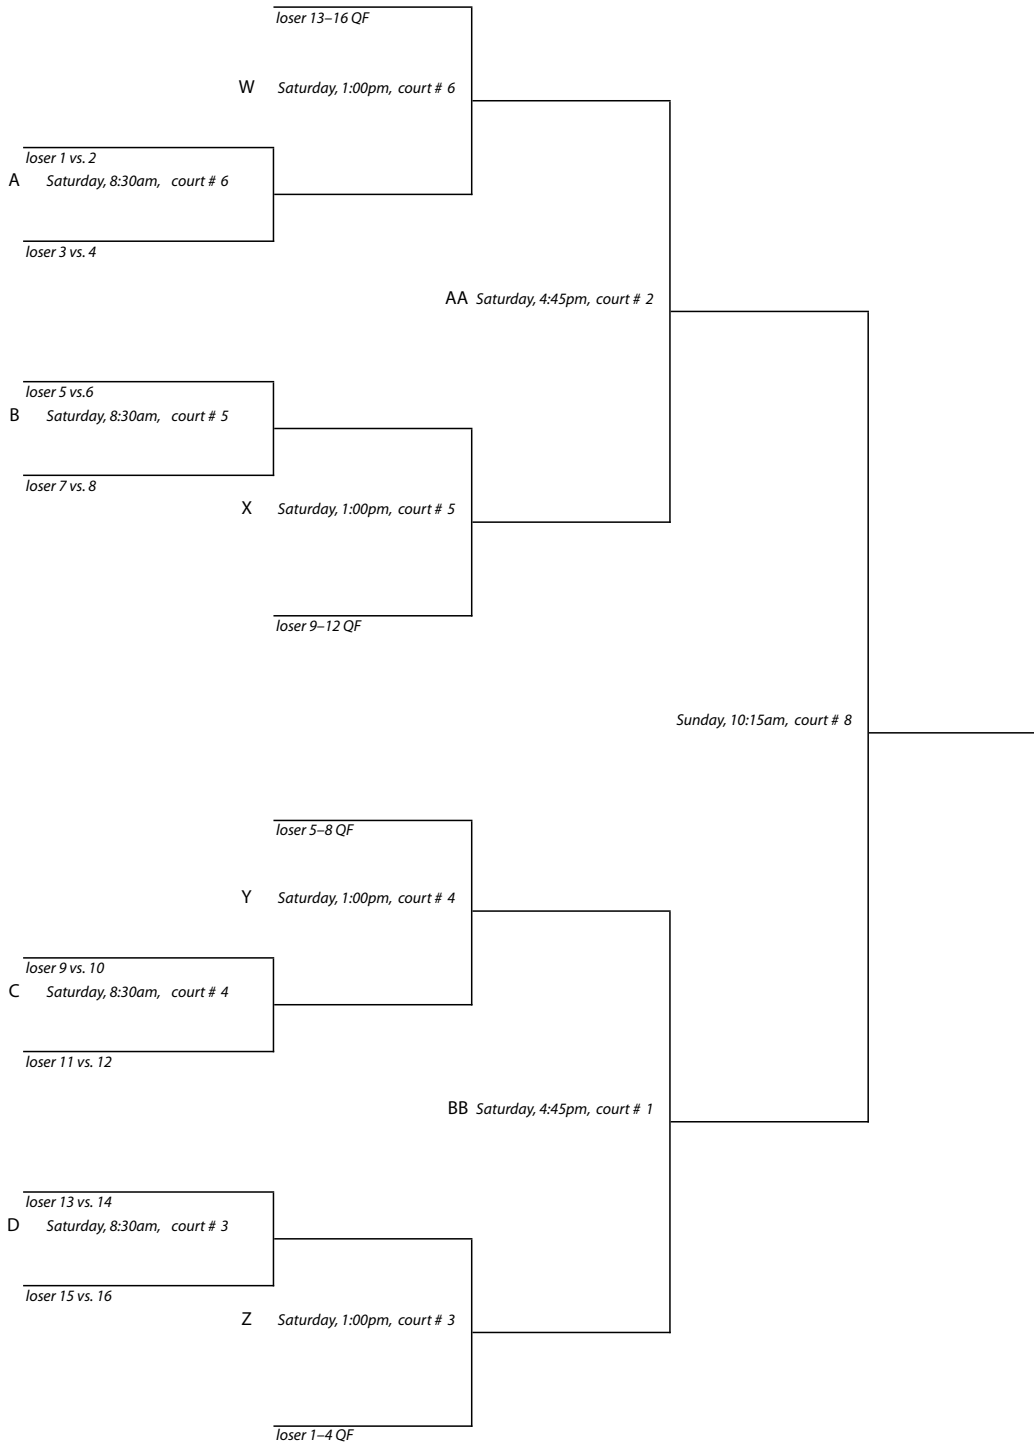 loser 13–16 QF
W Saturday, 1:00pm, court # 6
loser 1 vs. 2
A Saturday, 8:30am, court # 6
loser 3 vs. 4
AA Saturday, 4:45pm, court # 2
loser 5 vs.6
B Saturday, 8:30am, court # 5
loser 7 vs. 8
X Saturday, 1:00pm, court # 5
loser 9–12 QF
Sunday, 10:15am, court # 8
loser 5–8 QF
Y Saturday, 1:00pm, court # 4
loser 9 vs. 10
C Saturday, 8:30am, court # 4
loser 11 vs. 12
BB Saturday, 4:45pm, court # 1
loser 13 vs. 14
D Saturday, 8:30am, court # 3
loser 15 vs. 16
Z Saturday, 1:00pm, court # 3
loser 1–4 QF